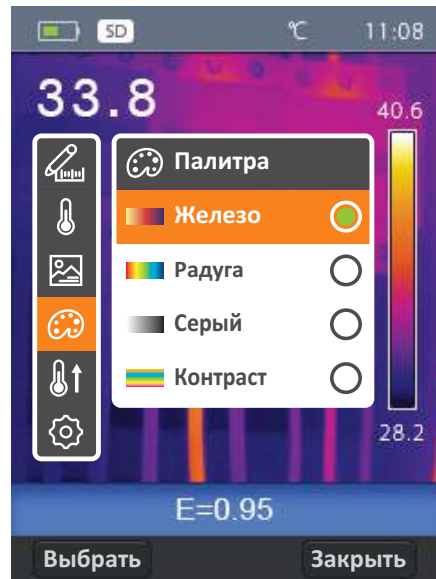 SD °C 11:08
33.8
40.6
Палитра
Железо
Радуга
Серый
Контраст
28.2
E=0.95
Выбрать Закрыть